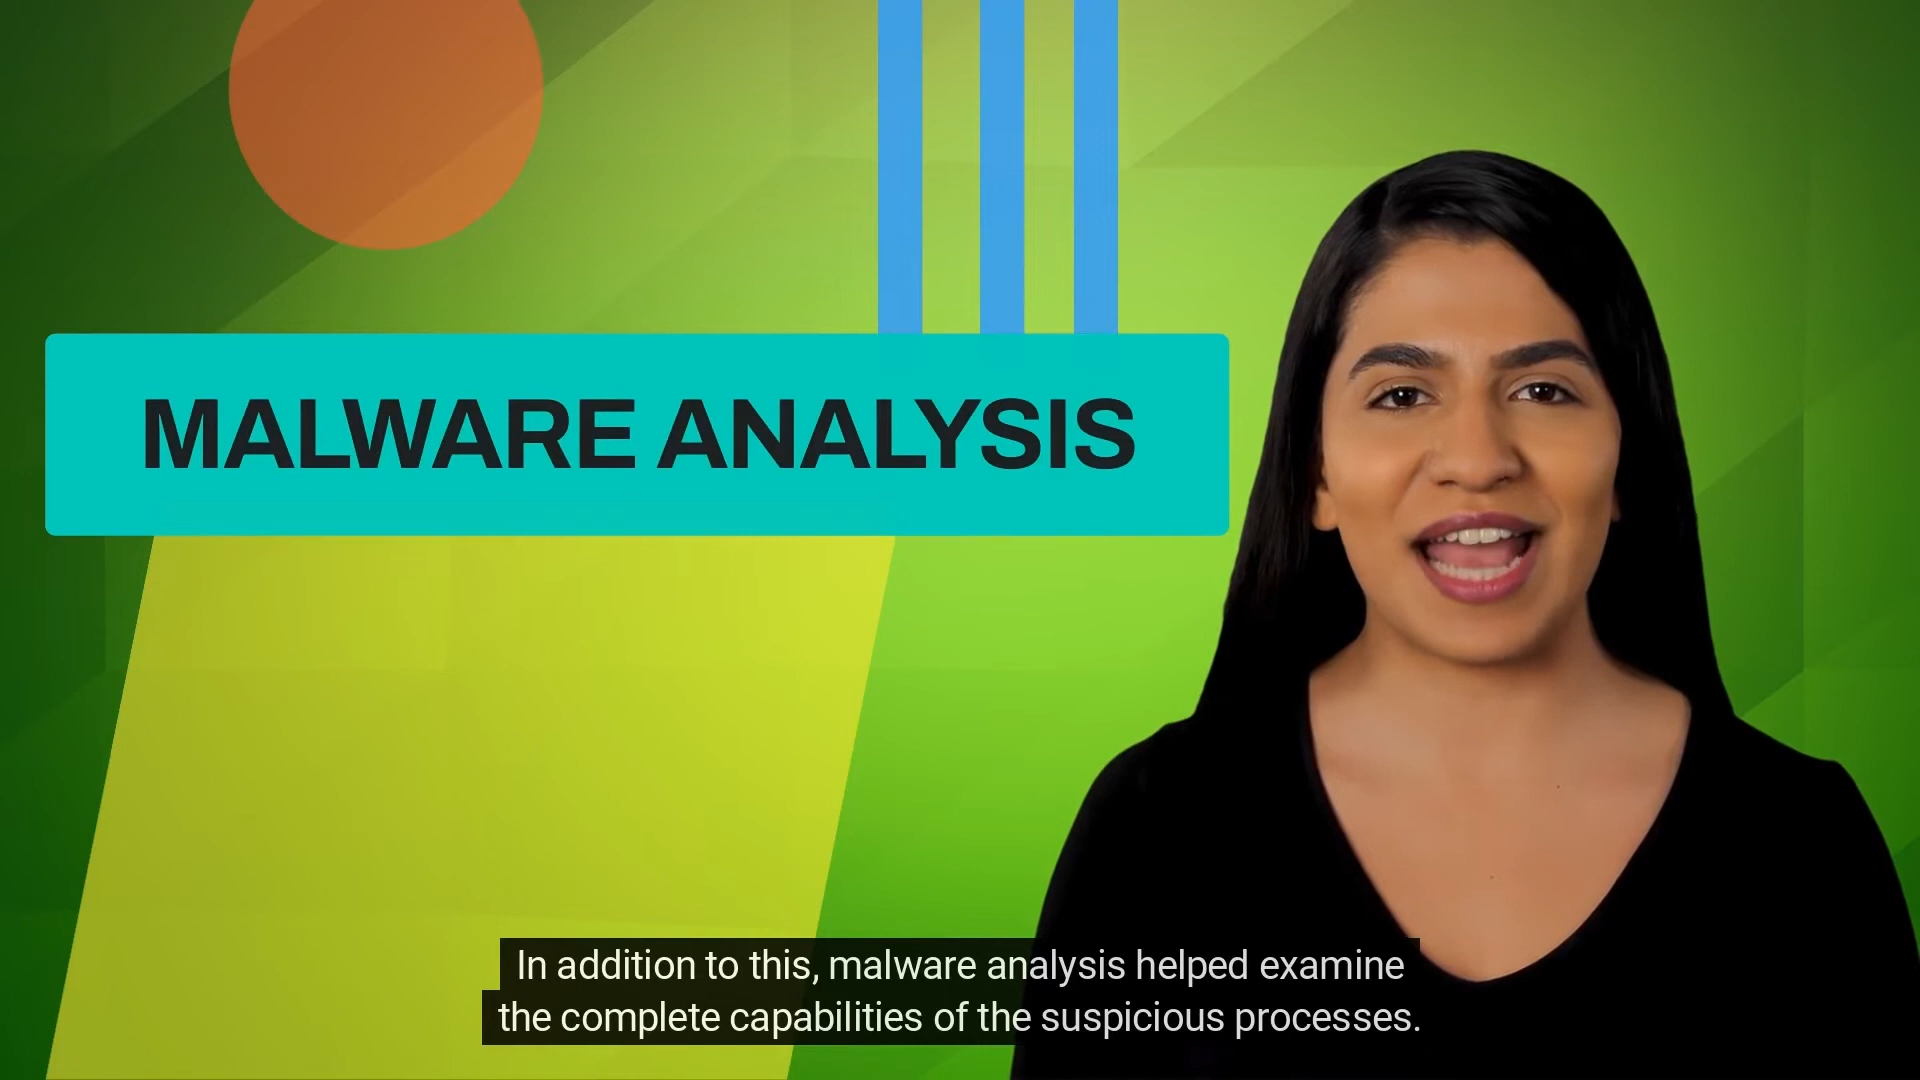 MALWARE ANALYSIS
In addition to this, malware analysis helped examine
the complete capabilities of the suspicious processes.